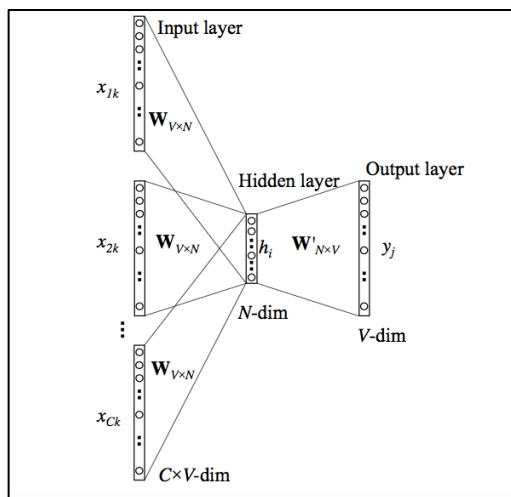 Input layer
x1k
WV×N
Hidden layer
Output layer
x2k
WV×N
hi
W'N×V
yj
N-dim
V-dim
WV×N
xCk
C×V-dim